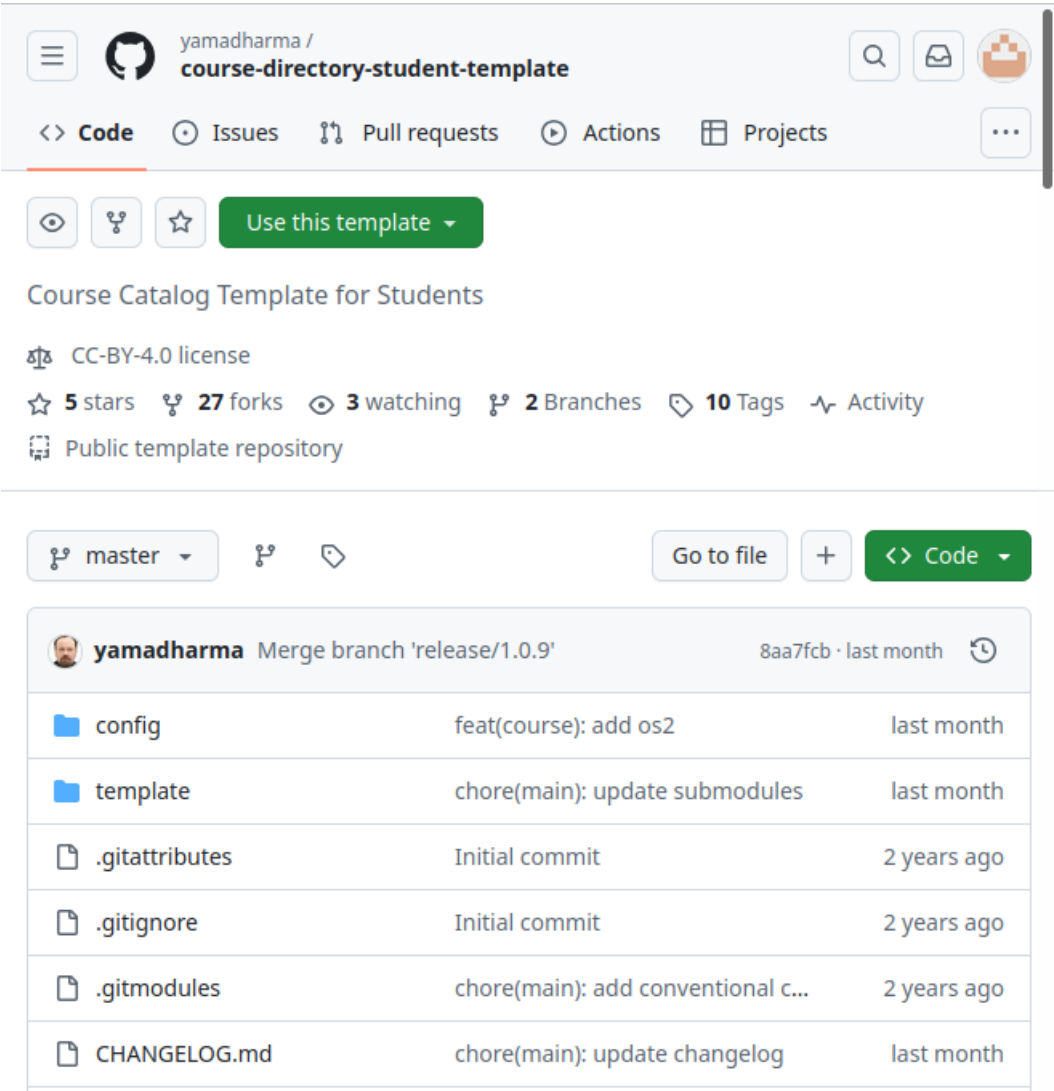 yamadharma /
course-directory-student-template
Code Issues Pull requests Actions Projects
Use this template
Course Catalog Template for Students
CC-BY-4.0 license
5 stars 27 forks 3 watching 2 Branches 10 Tags Activity
Public template repository
master Go to file Code
yamadharma Merge branch 'release/1.0.9' 8aa7fcb · last month
config feat(course): add os2 last month
template chore(main): update submodules last month
.gitattributes Initial commit 2 years ago
.gitignore Initial commit 2 years ago
.gitmodules chore(main): add conventional c... 2 years ago
CHANGELOG.md chore(main): update changelog last month